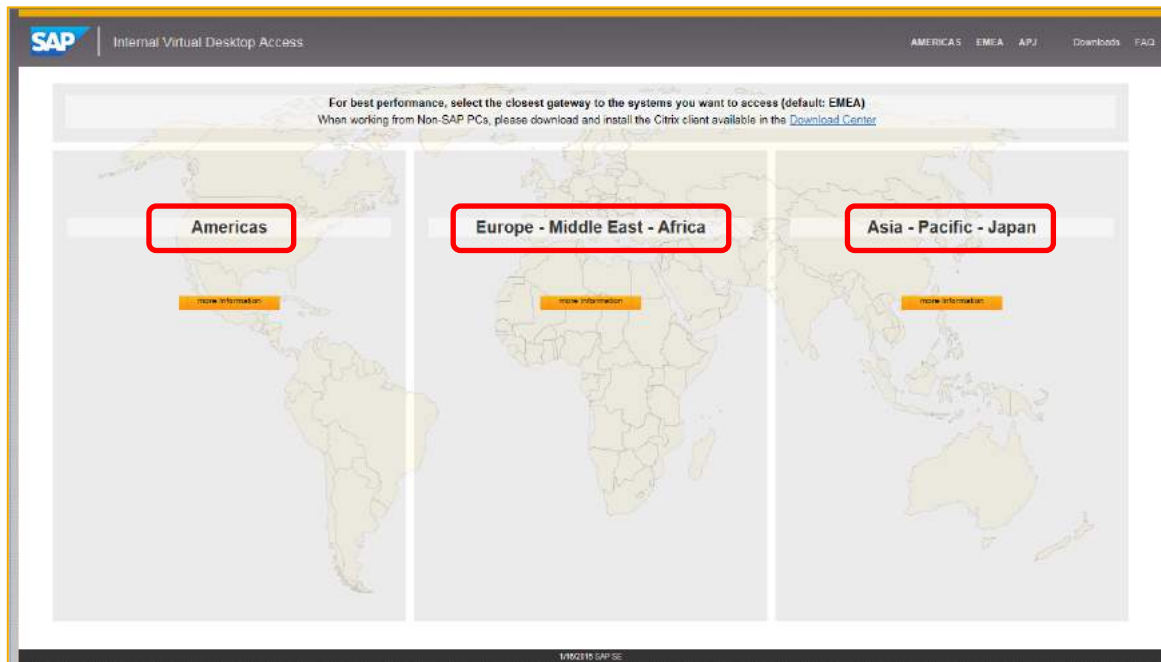 SAP
Internal Virtual Desktop Access
AMERICAS EMEA APJ Downloads FAQ
For best performance, select the closest gateway to the systems you want to access (default: EMEA)
When working from Non-SAP PCs, please download and install the Citrix client available in the Download Center
Americas
Europe - Middle East - Africa
Asia - Pacific - Japan
more information
more information
more information
SAP SE